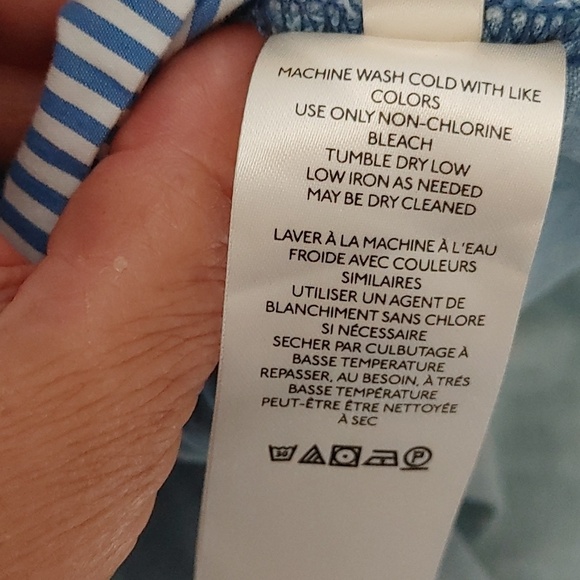 MACHINE WASH COLD WITH LIKE
COLORS
USE ONLY NON-CHLORINE
BLEACH
TUMBLE DRY LOW
LOW IRON AS NEEDED
MAY BE DRY CLEANED
LAVER À LA MACHINE À L'EAU
FROIDE AVEC COULEURS
SIMILAIRES
UTILISER UN AGENT DE
BLANCHIMENT SANS CHLORE
SI NÉCESSAIRE
SECHER PAR CULBUTAGE À
BASSE TEMPERATURE
REPASSER, AU BESOIN, À TRÉS
BASSE TEMPÉRATURE
PEUT-ÊTRE ÊTRE NETTOYÉE
À SEC
30 P